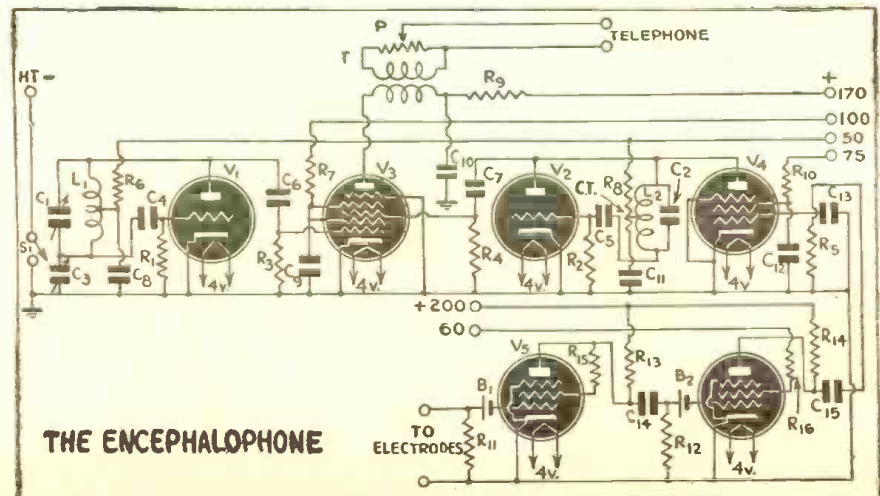 P
TELEPHONE
T
HT -
R9
+
170
100
50
75
V1
V3
V2
V4
C1
L1
R6
C4
C6
R7
C10
C7
C.T.
R8
L2
C2
R10
C13
S1
C3
C8
R1
R3
C9
R4
R2
C5
C11
C12
R5
4v.
4v.
4v.
4v.
+ 200
60
V5
R15
R13
R14
B1
B2
C14
C15
TO
ELECTRODES
R11
R12
R16
4v.
4v.
THE ENCEPHALOPHONE